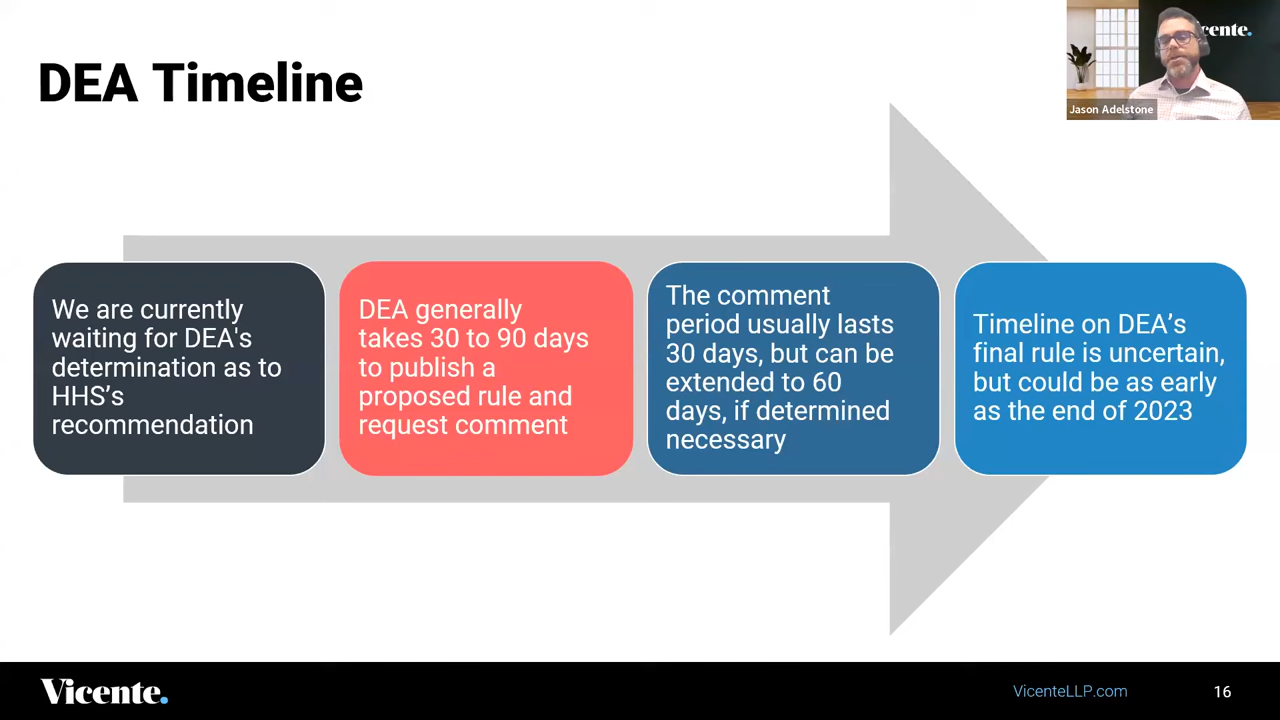 DEA Timeline
cente.
Jason Adelstone
We are currently
waiting for DEA's
determination as to
HHS’s
recommendation
DEA generally
takes 30 to 90 days
to publish a
proposed rule and
request comment
The comment
period usually lasts
30 days, but can be
extended to 60
days, if determined
necessary
Timeline on DEA’s
final rule is uncertain,
but could be as early
as the end of 2023
Vicente.
VicenteLLP.com
16